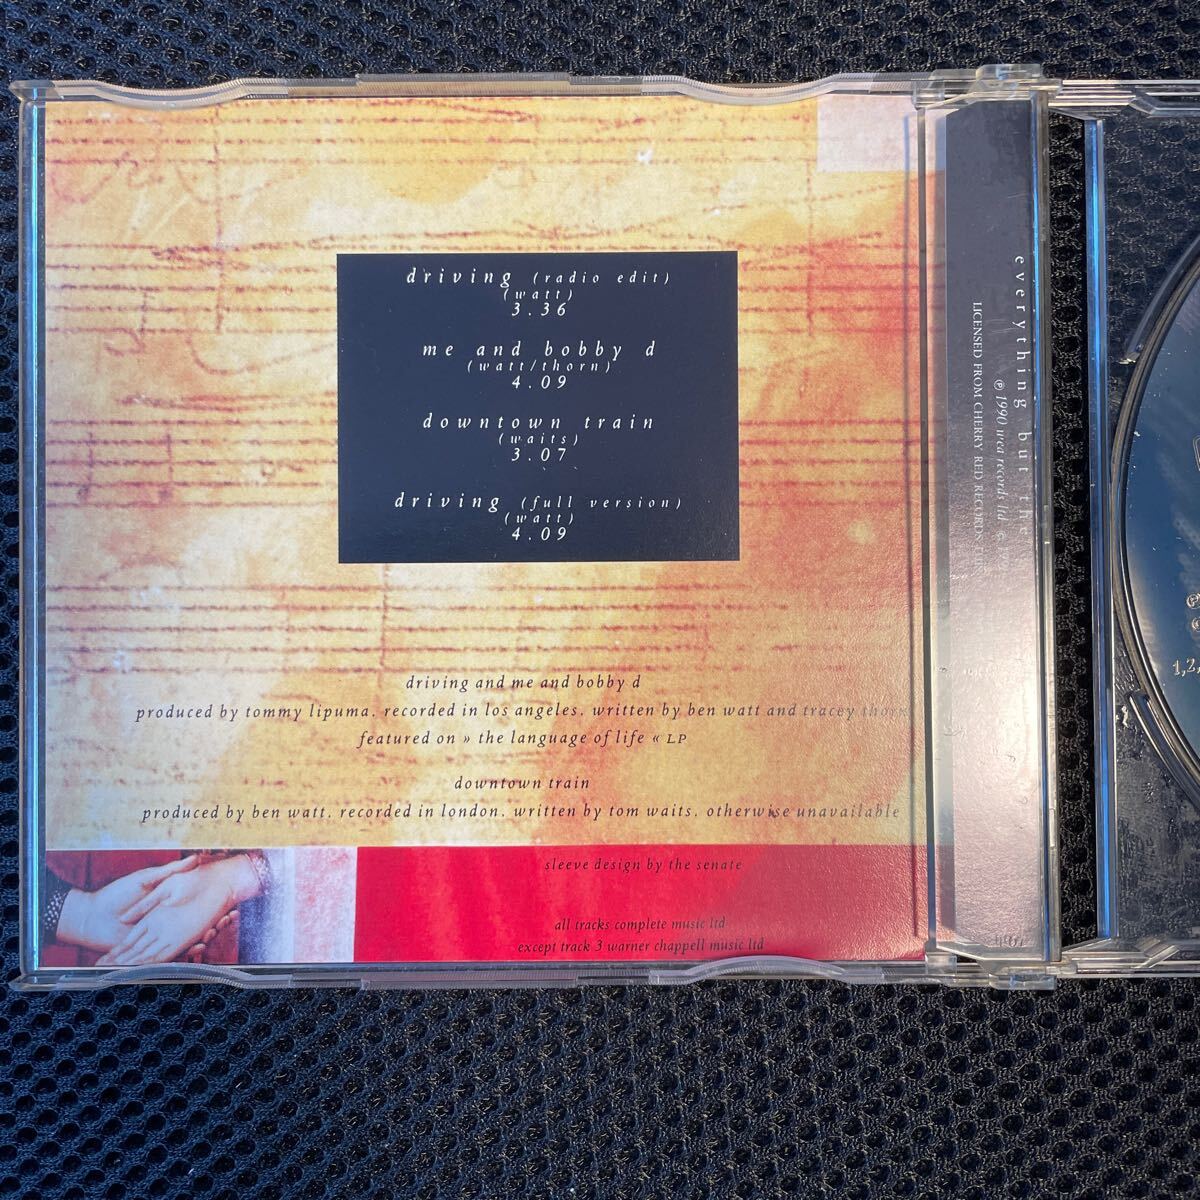 driving (radio edit)
(watt)
3.36
me and bobby d
(watt/thorn)
4.09
downtown train
(waits)
3.07
driving (full version)
(watt)
4.09
driving and me and bobby d
produced by tommy lipuma. recorded in los angeles. written by ben watt and tracey thorn
featured on » the language of life « LP
downtown train
produced by ben watt. recorded in london. written by tom waits. otherwise unavailable
sleeve design by the senate
all tracks complete music ltd
except track 3 warner chappell music ltd
everything but the
℗ 1990 wea records ltd
LICENSED FROM CHERRY RED RECORDS
1,2,